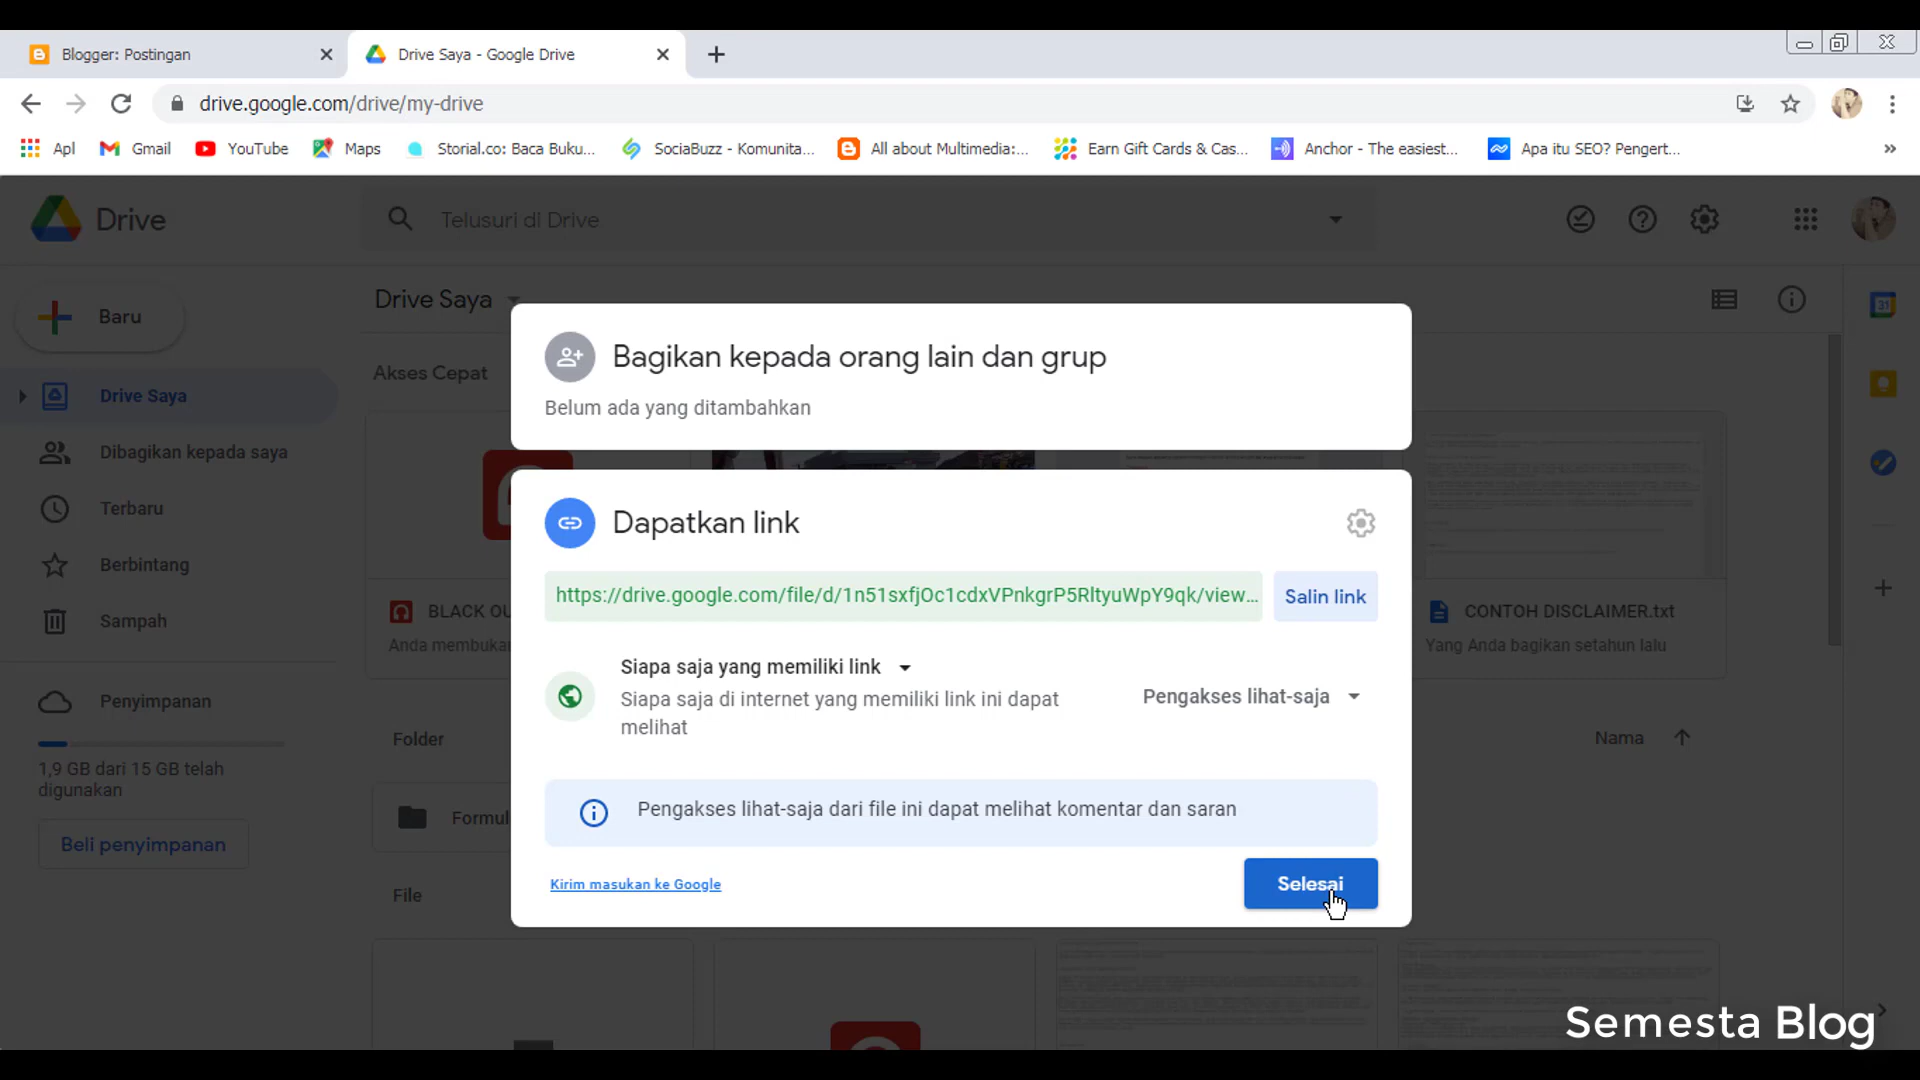 Blogger: Postingan
Drive Saya - Google Drive
drive.google.com/drive/my-drive
Apl
Gmail
YouTube
Maps
Storial.co: Baca Buku...
SociaBuzz - Komunita...
All about Multimedia:...
Earn Gift Cards & Cas...
Anchor - The easiest...
Apa itu SEO? Pengert...
Drive
Telusuri di Drive
Baru
Drive Saya
Akses Cepat
Drive Saya
Dibagikan kepada saya
Terbaru
Berbintang
Sampah
Penyimpanan
1,9 GB dari 15 GB telah
digunakan
Beli penyimpanan
Bagikan kepada orang lain dan grup
Belum ada yang ditambahkan
Dapatkan link
https://drive.google.com/file/d/1n51sxfjOc1cdxVPnkgrP5RltyuWpY9qk/view...
Salin link
Siapa saja yang memiliki link
Siapa saja di internet yang memiliki link ini dapat
melihat
Pengakses lihat-saja
Pengakses lihat-saja dari file ini dapat melihat komentar dan saran
Kirim masukan ke Google
Selesai
BLACK OU
Anda membukan
CONTOH DISCLAIMER.txt
Yang Anda bagikan setahun lalu
Folder
Nama
Formul
File
31
Semesta Blog